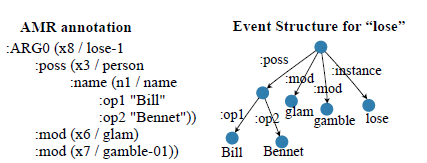 AMR annotation
:ARG0 (x8 / lose-1
:poss (x3 / person
:name (n1 / name
:op1 "Bill"
:op2 "Bennet"))
:mod (x6 / glam)
:mod (x7 / gamble-01))
Event Structure for “lose”
:poss
:mod
:mod
:instance
:op1
:op2
glam
gamble
lose
Bill
Bennet